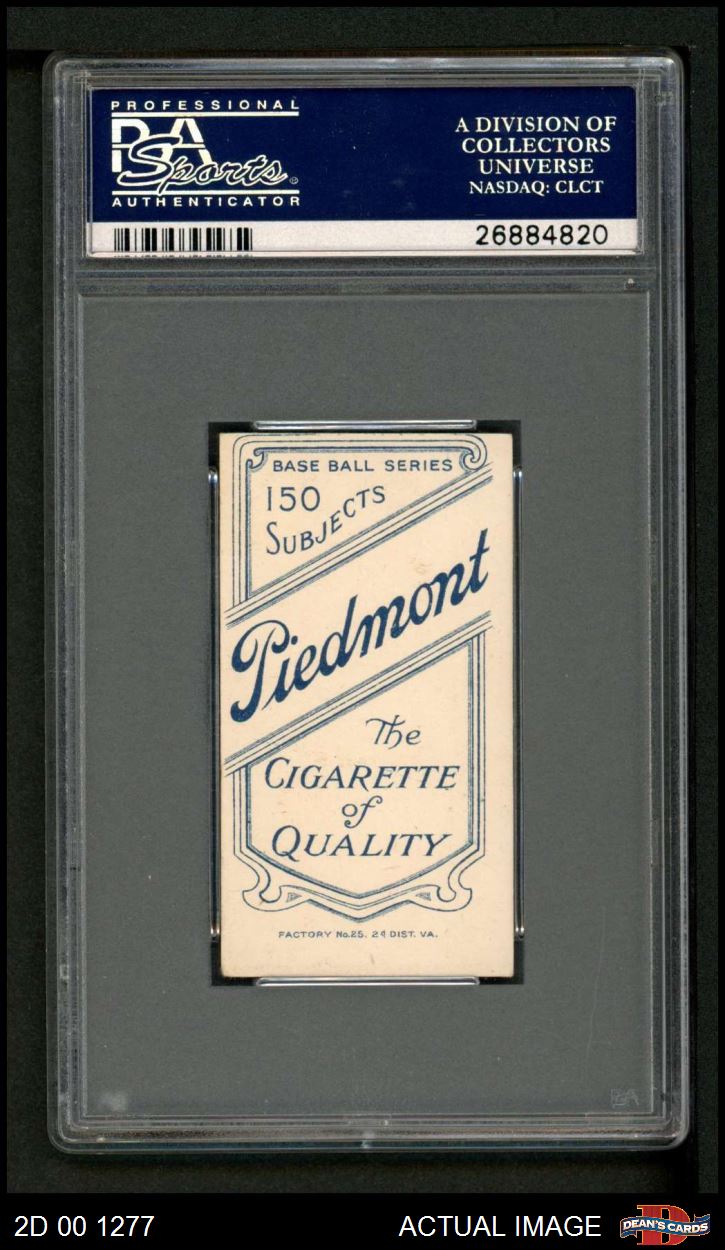 PROFESSIONAL
PSA
Sports
AUTHENTICATOR
A DIVISION OF
COLLECTORS
UNIVERSE
NASDAQ: CLCT
26884820
BASE BALL SERIES
150
SUBJECTS
Piedmont
The
CIGARETTE
of
QUALITY
FACTORY No.25. 2d DIST. VA.
PSA
2D 00 1277
ACTUAL IMAGE
D
DEAN'S CARDS